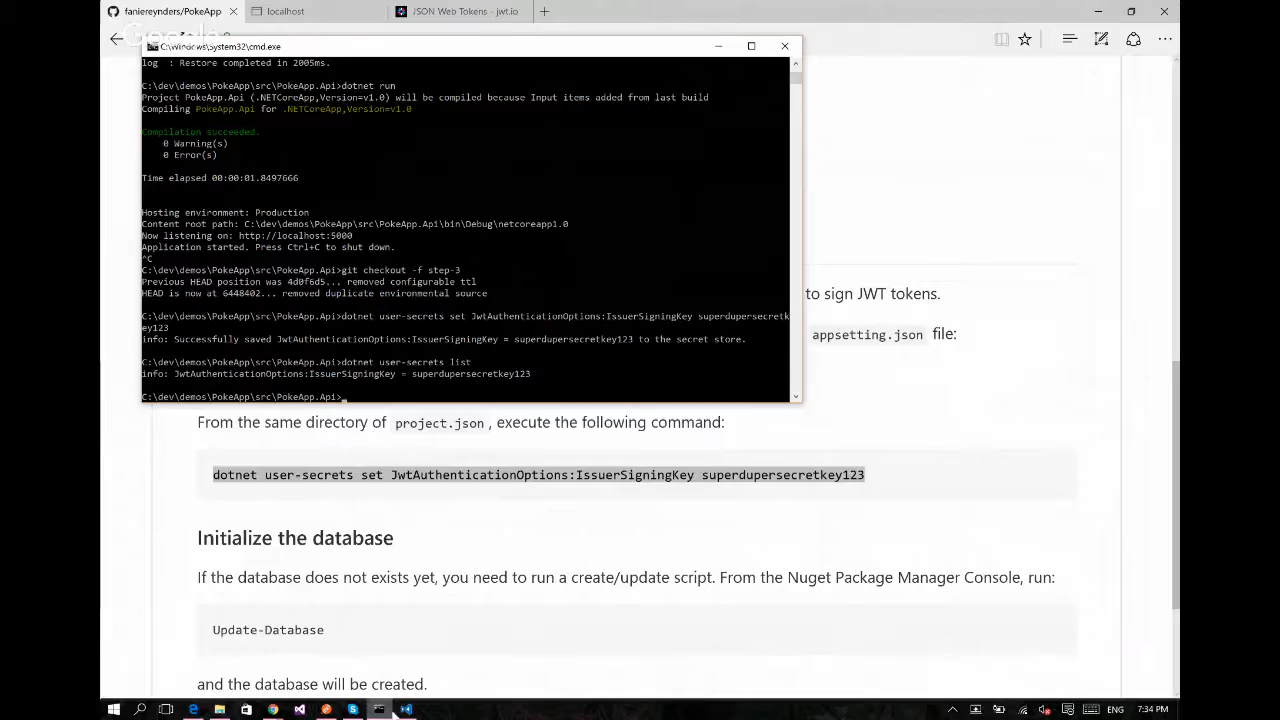 faniereynders/PokeApp
localhost
JSON Web Tokens - jwt.io
C:\Windows\System32\cmd.exe
log : Restore completed in 2005ms.
C:\dev\demos\PokeApp\src\PokeApp.Api>dotnet run
Project PokeApp.Api (.NETCoreApp,Version=v1.0) will be compiled because Input items added from last build
Compiling PokeApp.Api for .NETCoreApp,Version=v1.0
Compilation succeeded.
0 Warning(s)
0 Error(s)
Time elapsed 00:00:01.8497666
Hosting environment: Production
Content root path: C:\dev\demos\PokeApp\src\PokeApp.Api\bin\Debug\netcoreapp1.0
Now listening on: http://localhost:5000
Application started. Press Ctrl+C to shut down.
^C
C:\dev\demos\PokeApp\src\PokeApp.Api>git checkout -f step-3
Previous HEAD position was 4d0f6d5... removed configurable ttl
HEAD is now at 6448402... removed duplicate environmental source
C:\dev\demos\PokeApp\src\PokeApp.Api>dotnet user-secrets set JwtAuthenticationOptions:IssuerSigningKey superdupersecretk
ey123
info: Successfully saved JwtAuthenticationOptions:IssuerSigningKey = superdupersecretkey123 to the secret store.
C:\dev\demos\PokeApp\src\PokeApp.Api>dotnet user-secrets list
info: JwtAuthenticationOptions:IssuerSigningKey = superdupersecretkey123
C:\dev\demos\PokeApp\src\PokeApp.Api>_
to sign JWT tokens.
appsetting.json file:
From the same directory of project.json, execute the following command:
dotnet user-secrets set JwtAuthenticationOptions:IssuerSigningKey superdupersecretkey123
Initialize the database
If the database does not exists yet, you need to run a create/update script. From the Nuget Package Manager Console, run:
Update-Database
and the database will be created.
ENG
7:34 PM